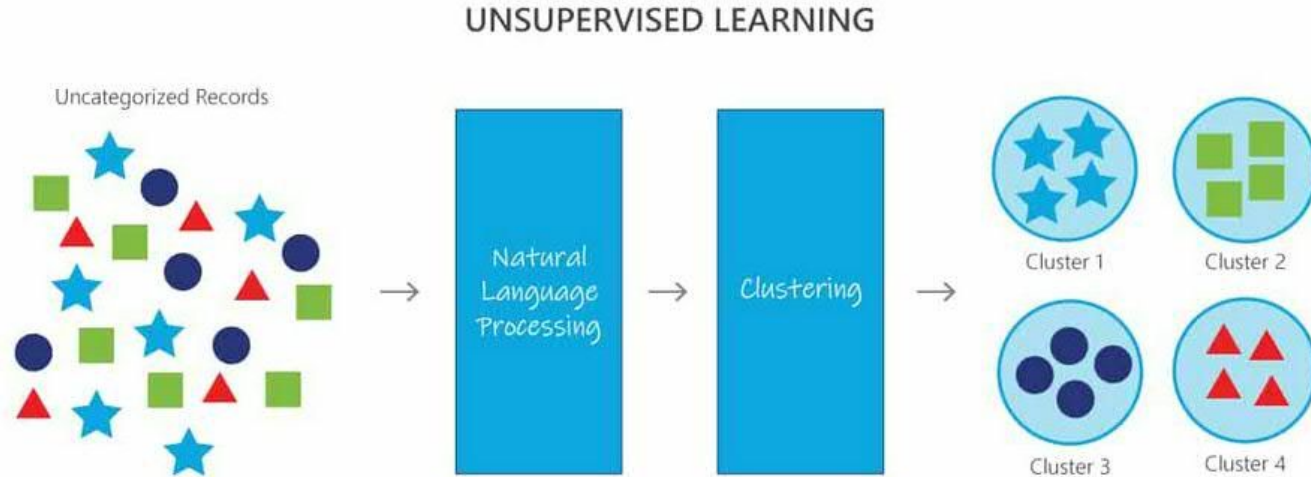 UNSUPERVISED LEARNING
Uncategorized Records
Natural
Language
Processing
Clustering
Cluster 1
Cluster 2
Cluster 3
Cluster 4